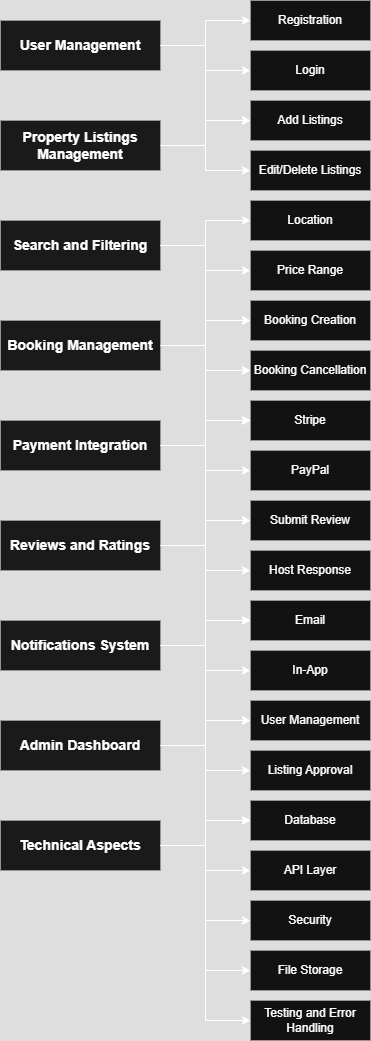 User Management
Property Listings
Management
Search and Filtering
Booking Management
Payment Integration
Reviews and Ratings
Notifications System
Admin Dashboard
Technical Aspects
Registration
Login
Add Listings
Edit/Delete Listings
Location
Price Range
Booking Creation
Booking Cancellation
Stripe
PayPal
Submit Review
Host Response
Email
In-App
User Management
Listing Approval
Database
API Layer
Security
File Storage
Testing and Error
Handling